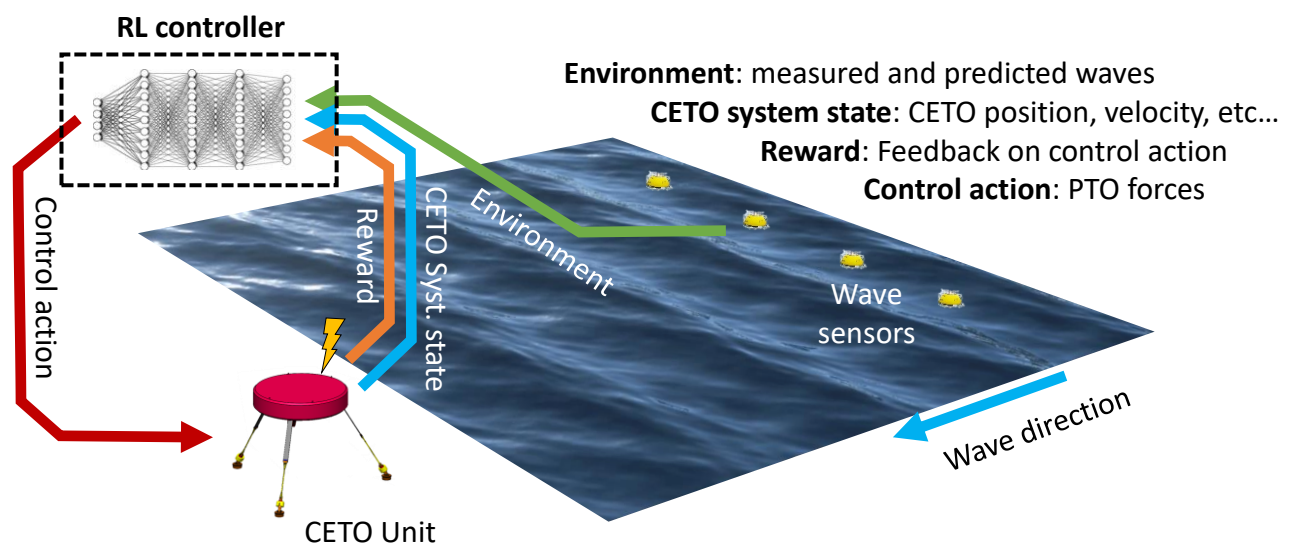 RL controller
Environment: measured and predicted waves
CETO system state: CETO position, velocity, etc…
Reward: Feedback on control action
Control action: PTO forces
Control action
Reward
CETO Syst. state
Environment
Wave
sensors
Wave direction
CETO Unit